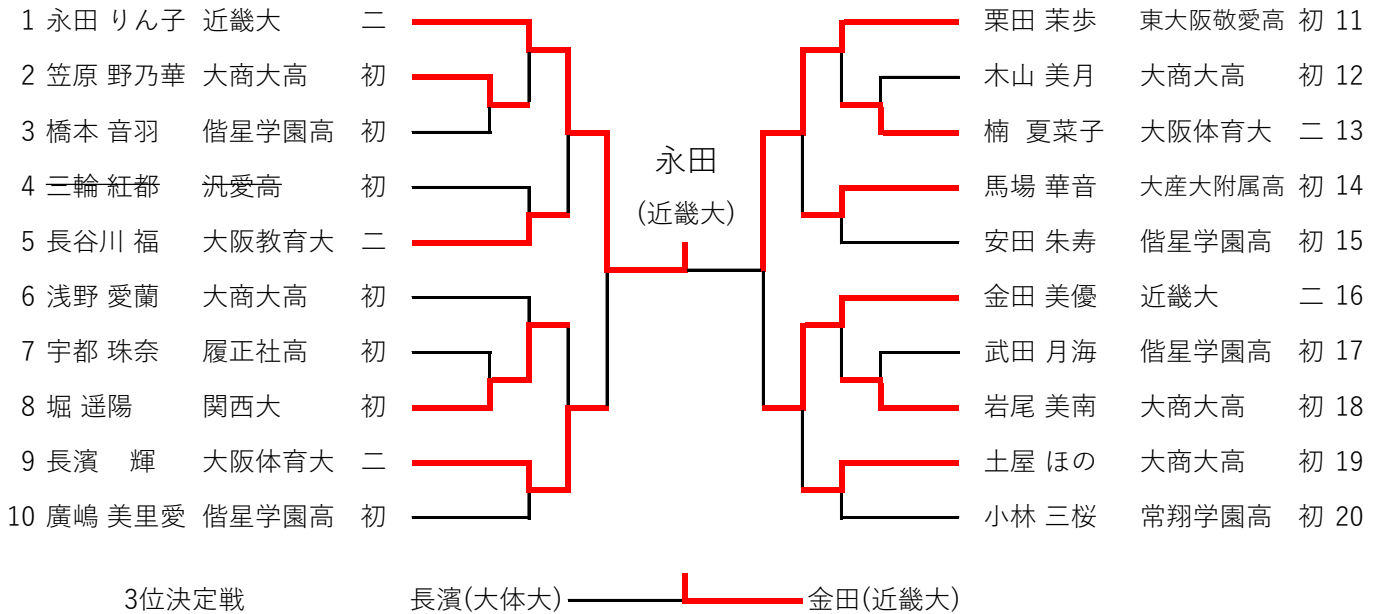 1 永田 りん子 近畿大 二
2 笠原 野乃華 大商大高 初
3 橋本 音羽 偕星学園高 初
4 三輪 紅都 汎愛高 初
5 長谷川 福 大阪教育大 二
6 浅野 愛蘭 大商大高 初
7 宇都 珠奈 履正社高 初
8 堀 遥陽 関西大 初
9 長濱 輝 大阪体育大 二
10 廣嶋 美里愛 偕星学園高 初
永田
(近畿大)
栗田 茉歩 東大阪敬愛高 初 11
木山 美月 大商大高 初 12
楠 夏菜子 大阪体育大 二 13
馬場 華音 大産大附属高 初 14
安田 朱寿 偕星学園高 初 15
金田 美優 近畿大 二 16
武田 月海 偕星学園高 初 17
岩尾 美南 大商大高 初 18
土屋 ほの 大商大高 初 19
小林 三桜 常翔学園高 初 20
3位決定戦 長濱(大体大) 金田(近畿大)